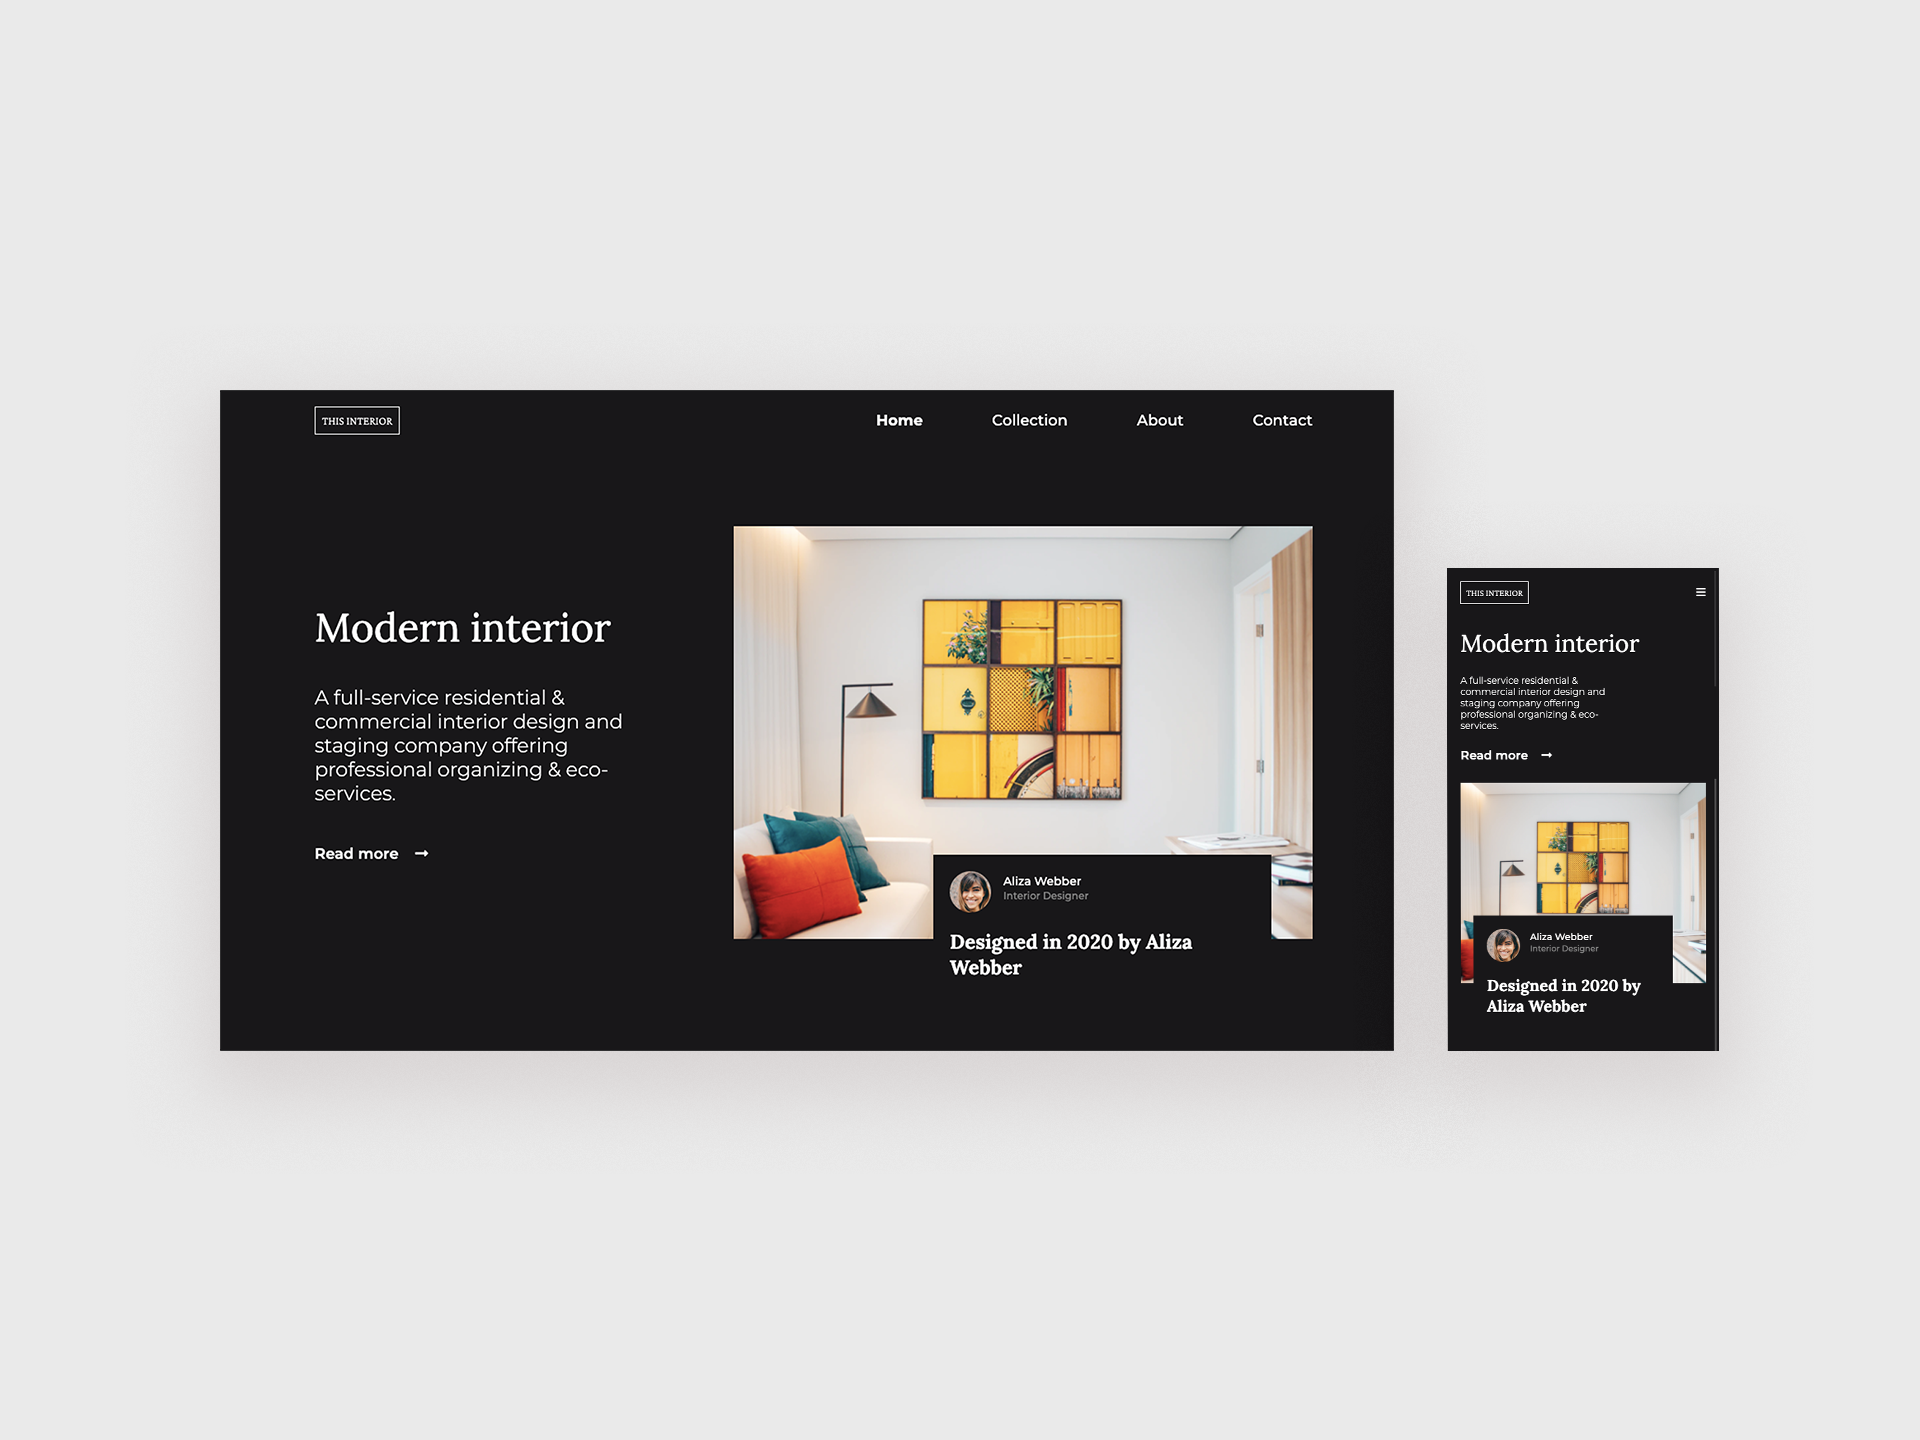 THIS INTERIOR
Home Collection About Contact
Modern interior
A full-service residential &
commercial interior design and
staging company offering
professional organizing & eco-
services.
Read more
Aliza Webber
Interior Designer
Designed in 2020 by Aliza
Webber
THIS INTERIOR
Modern interior
A full-service residential &
commercial interior design and
staging company offering
professional organizing & eco-
services.
Read more
Aliza Webber
Interior Designer
Designed in 2020 by
Aliza Webber